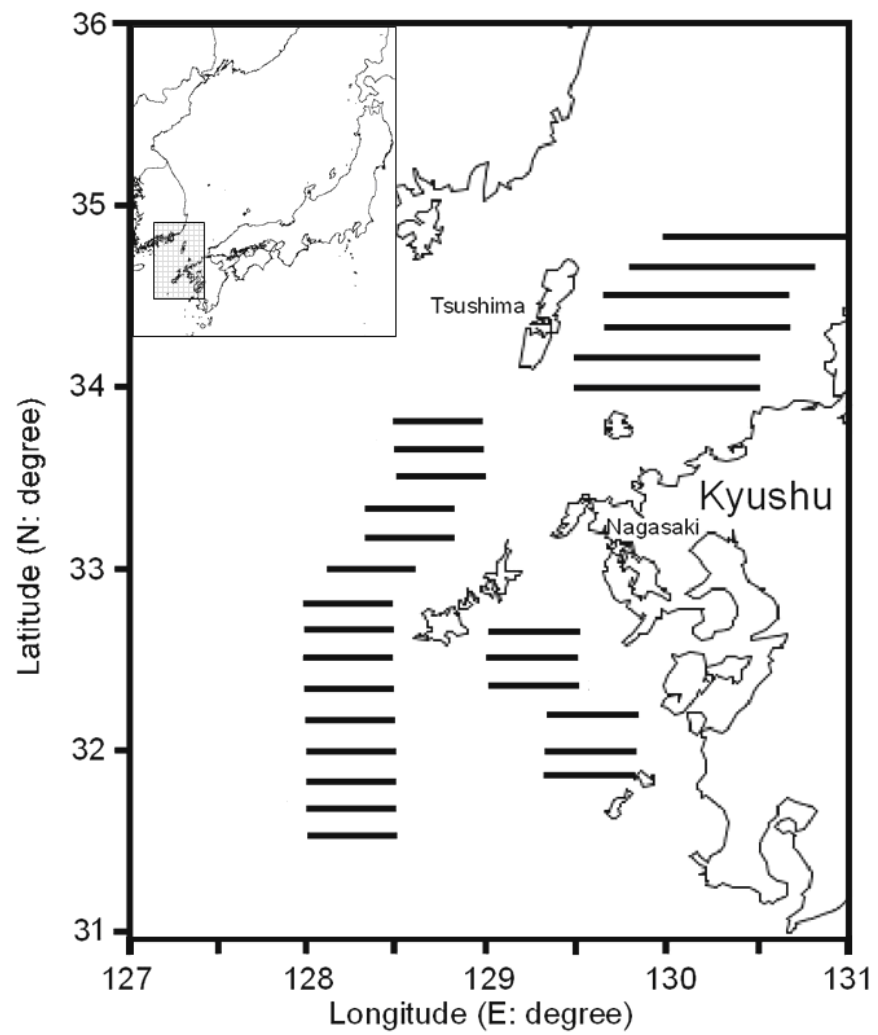 36
35
Tsushima
34
Kyushu
Nagasaki
33
32
31
127
128
129
130
131
Latitude (N: degree)
Longitude (E: degree)